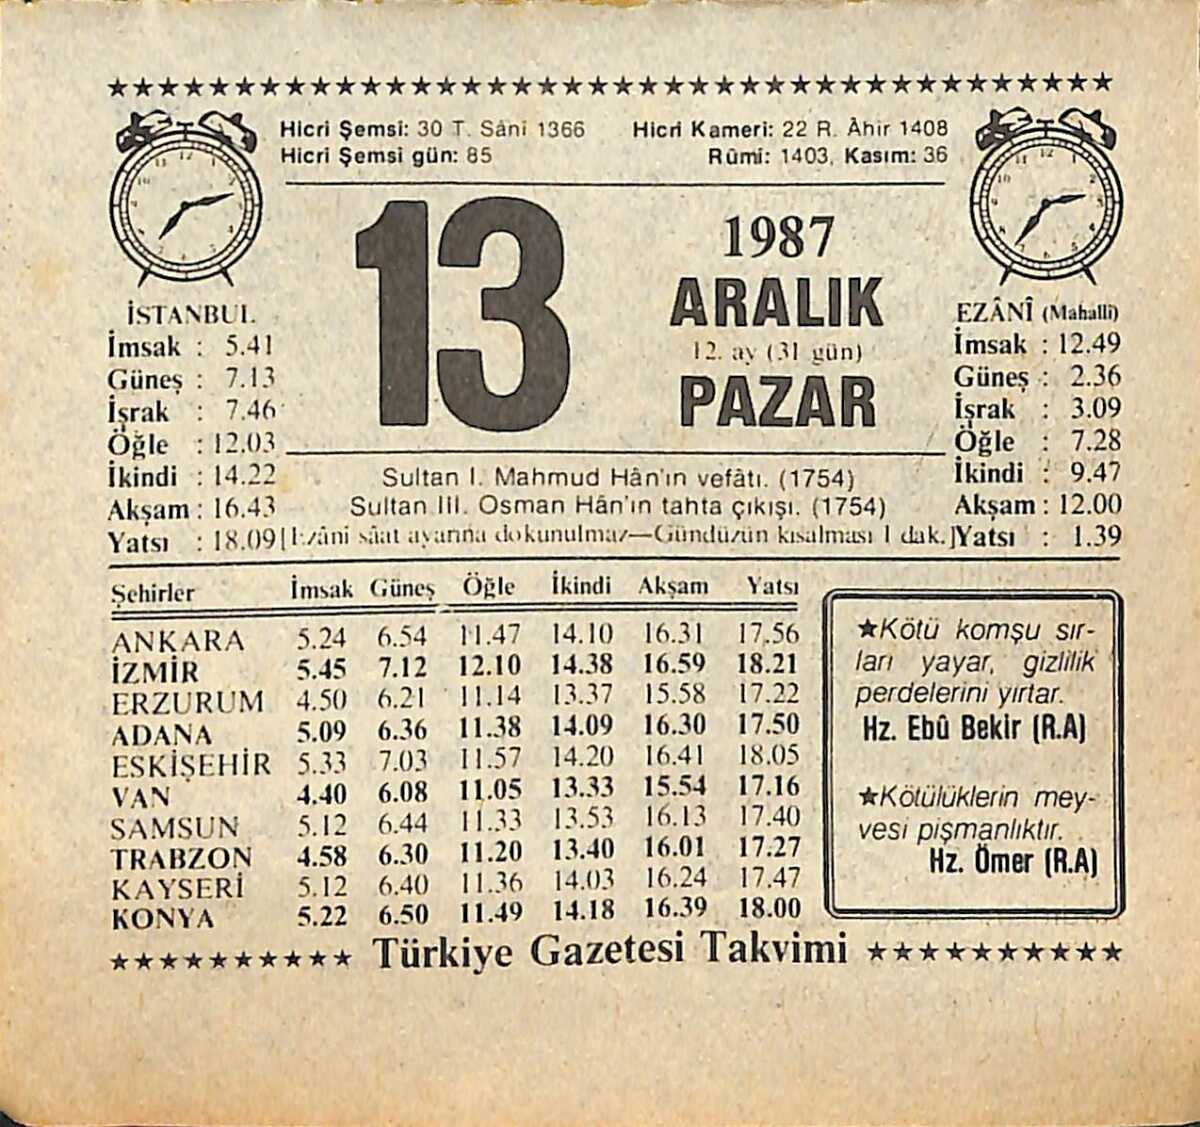 Hicri Şemsî: 30 T. Sâni 1366
Hicri Şemsî gün: 85
Hicri Kameri: 22 R. Âhir 1408
Rûmî: 1403, Kasım: 36
13
1987
ARALIK
12. ay (31 gün)
PAZAR
İSTANBUL
İmsak : 5.41
Güneş : 7.13
İşrak : 7.46
Öğle : 12.03
İkindi : 14.22
Akşam : 16.43
Yatsı : 18.09
EZÂNÎ (Mahallî)
İmsak : 12.49
Güneş : 2.36
İşrak : 3.09
Öğle : 7.28
İkindi : 9.47
Akşam : 12.00
Yatsı : 1.39
Sultan I. Mahmud Hân'ın vefâtı. (1754)
Sultan III. Osman Hân'ın tahta çıkışı. (1754)
[Ezâni sâat ayarına dokunulmaz—Gündüzün kısalması 1 dak.]
Şehirler İmsak Güneş Öğle İkindi Akşam Yatsı
ANKARA 5.24 6.54 11.47 14.10 16.31 17.56
İZMİR 5.45 7.12 12.10 14.38 16.59 18.21
ERZURUM 4.50 6.21 11.14 13.37 15.58 17.22
ADANA 5.09 6.36 11.38 14.09 16.30 17.50
ESKİŞEHİR 5.33 7.03 11.57 14.20 16.41 18.05
VAN 4.40 6.08 11.05 13.33 15.54 17.16
SAMSUN 5.12 6.44 11.33 13.53 16.13 17.40
TRABZON 4.58 6.30 11.20 13.40 16.01 17.27
KAYSERİ 5.12 6.40 11.36 14.03 16.24 17.47
KONYA 5.22 6.50 11.49 14.18 16.39 18.00
★Kötü komşu sır-
ları yayar, gizlilik
perdelerini yırtar.
Hz. Ebû Bekir (R.A)
★Kötülüklerin mey-
vesi pişmanlıktır.
Hz. Ömer (R.A)
Türkiye Gazetesi Takvimi